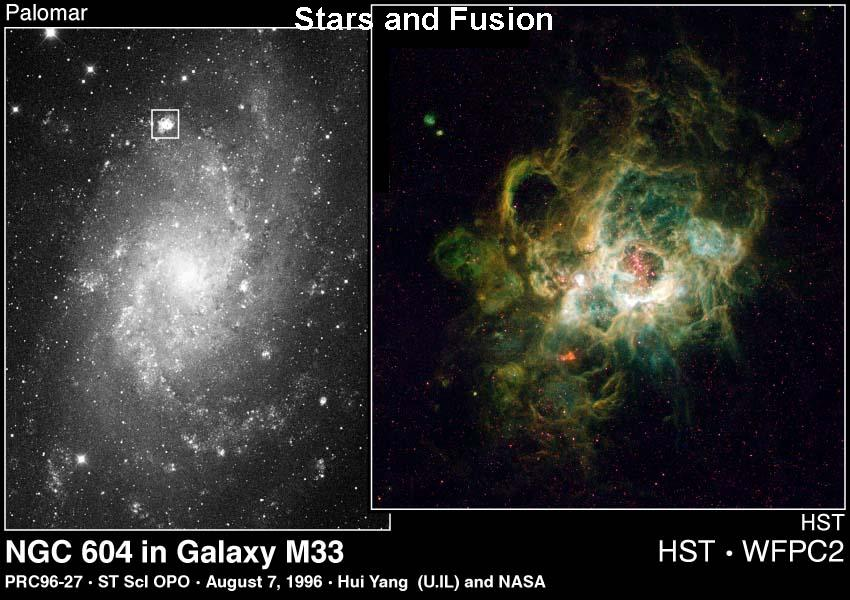 Palomar
Stars and Fusion
HST
NGC 604 in Galaxy M33
HST • WFPC2
PRC96-27 • ST ScI OPO • August 7, 1996 • Hui Yang (U.IL) and NASA